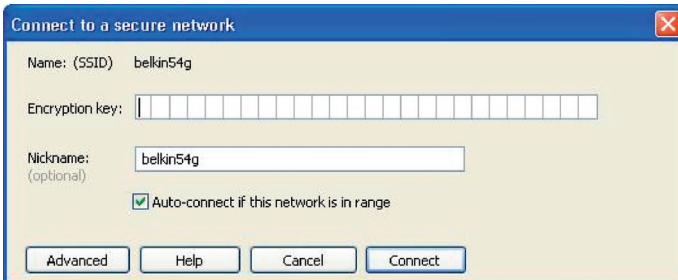 Connect to a secure network
Name: (SSID) belkin54g
Encryption key:
Nickname: belkin54g
(optional)
Auto-connect if this network is in range
Advanced Help Cancel Connect